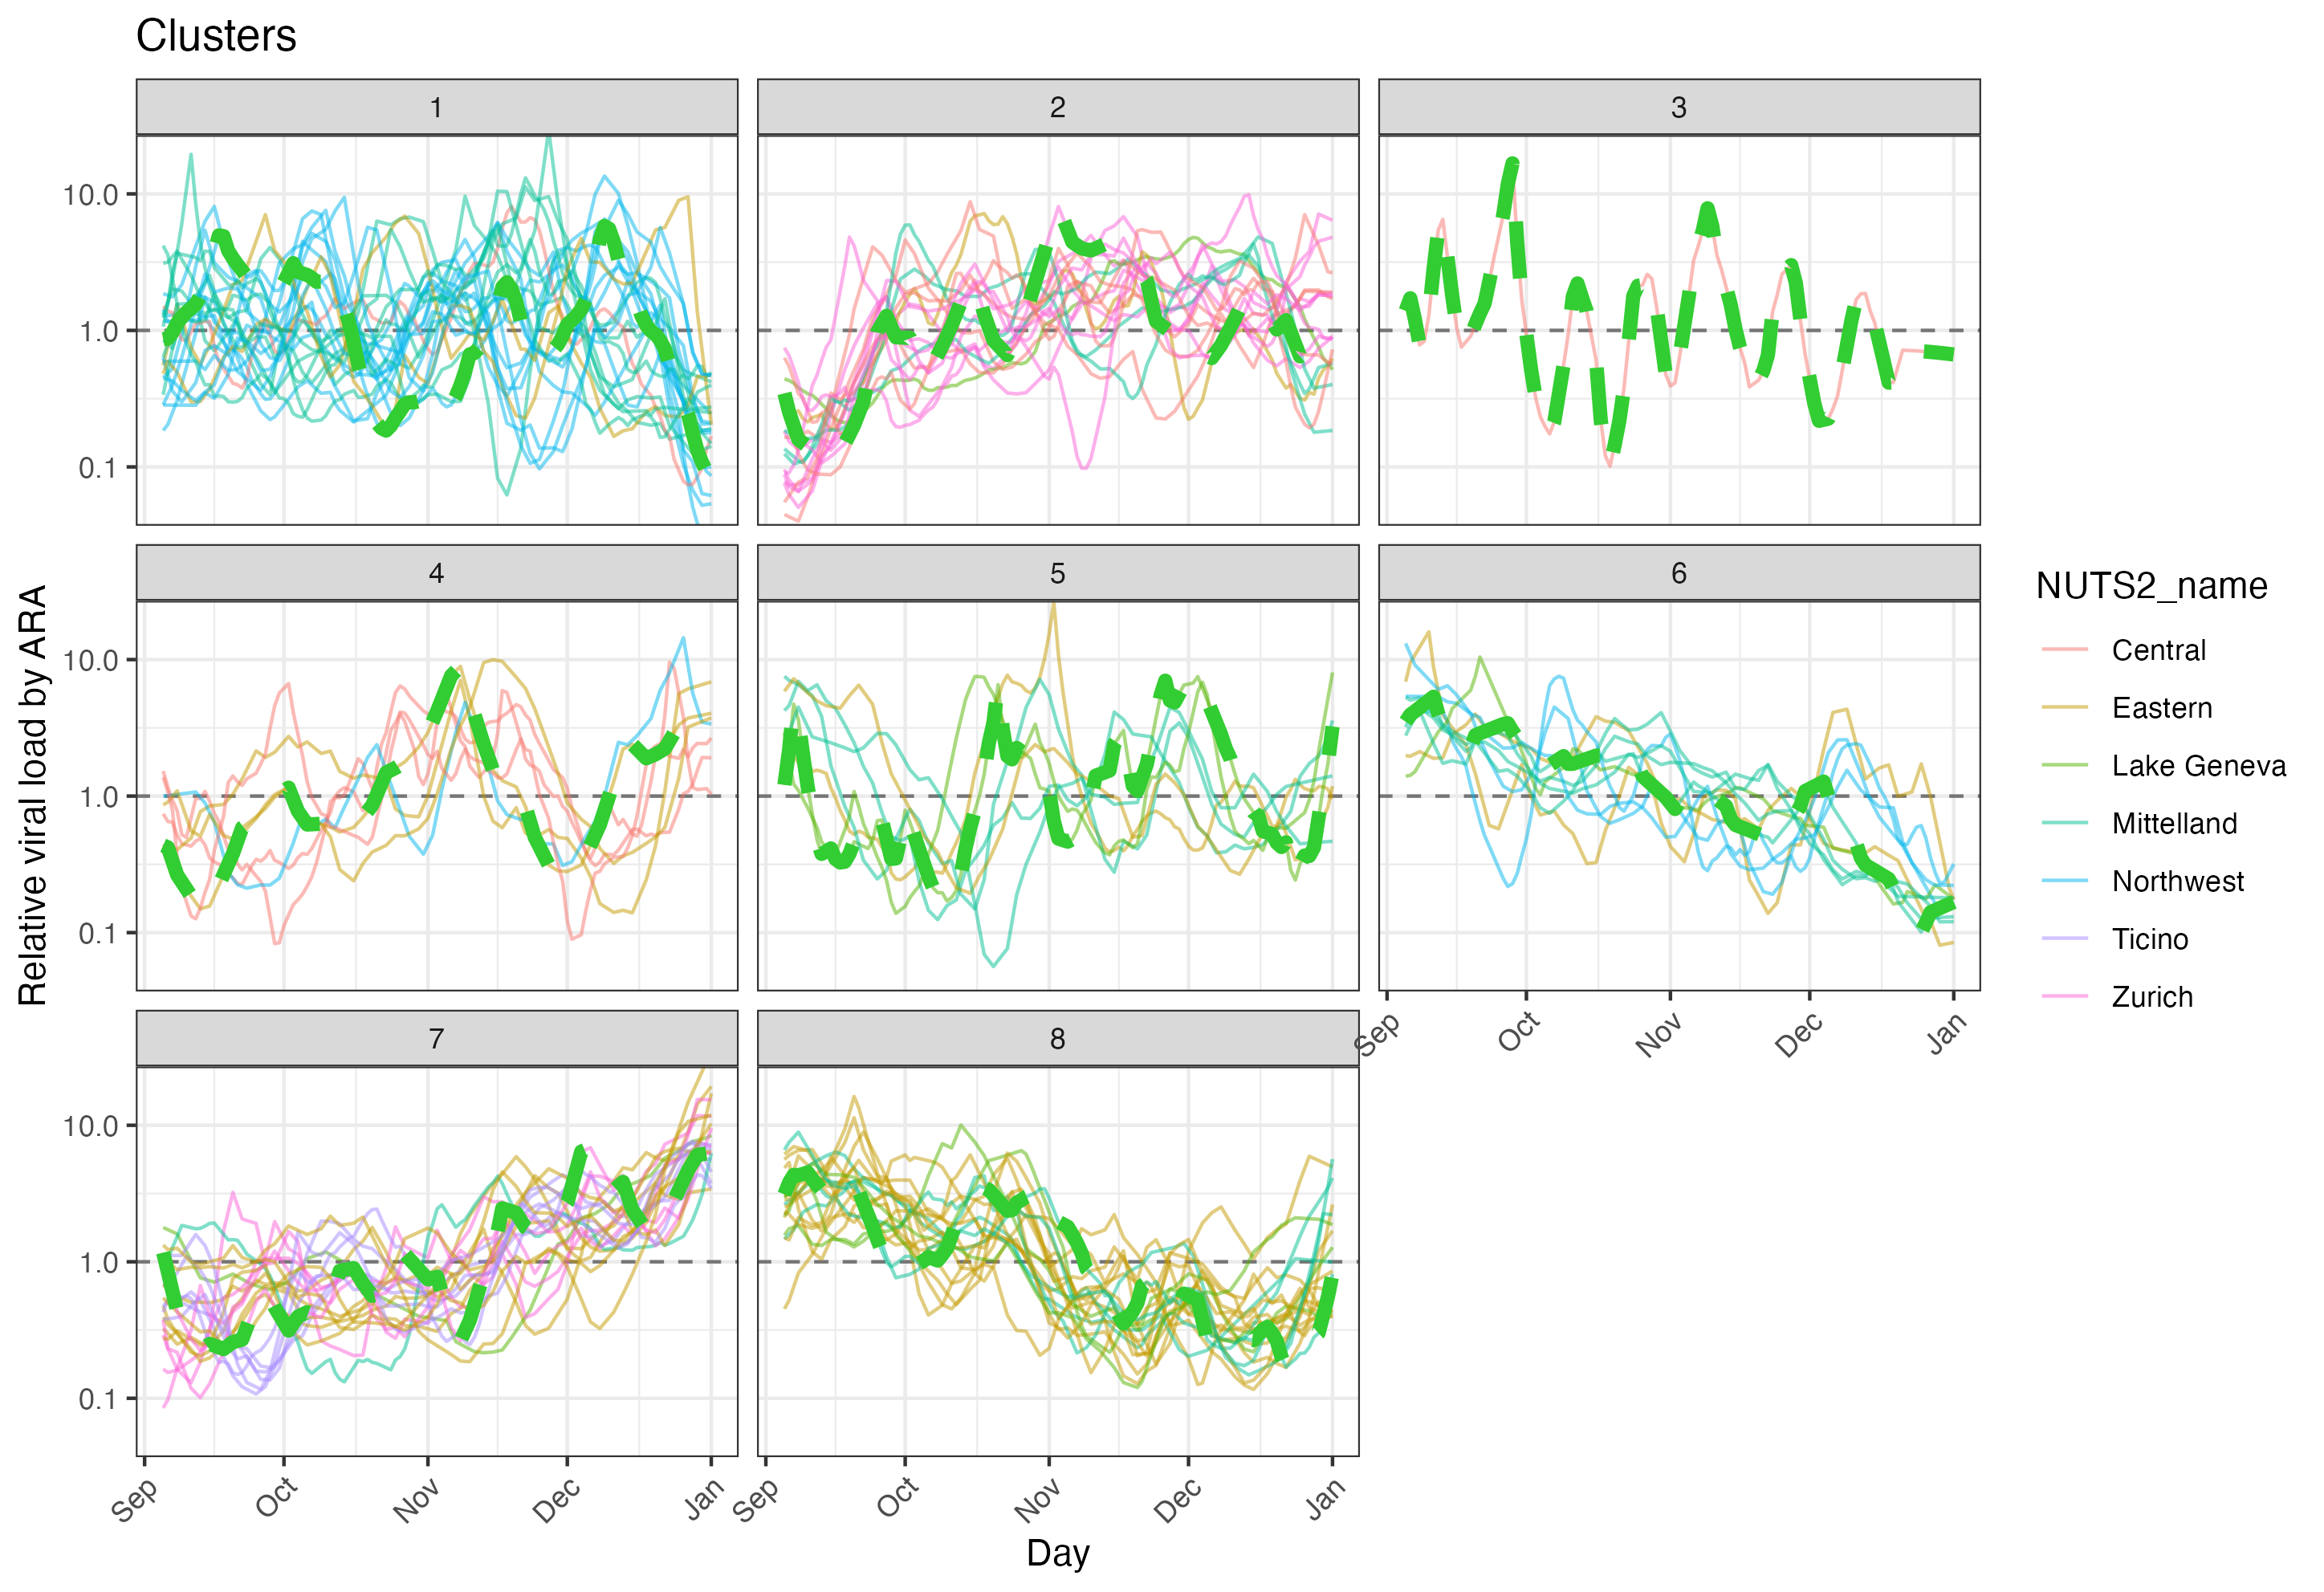 Clusters
1
2
3
10.0
1.0
0.1
4
5
6
10.0
1.0
0.1
Sep
Oct
Nov
Dec
Jan
7
8
10.0
1.0
0.1
Sep
Oct
Nov
Dec
Jan
Sep
Oct
Nov
Dec
Jan
Day
Relative viral load by ARA
NUTS2_name
Central
Eastern
Lake Geneva
Mittelland
Northwest
Ticino
Zurich